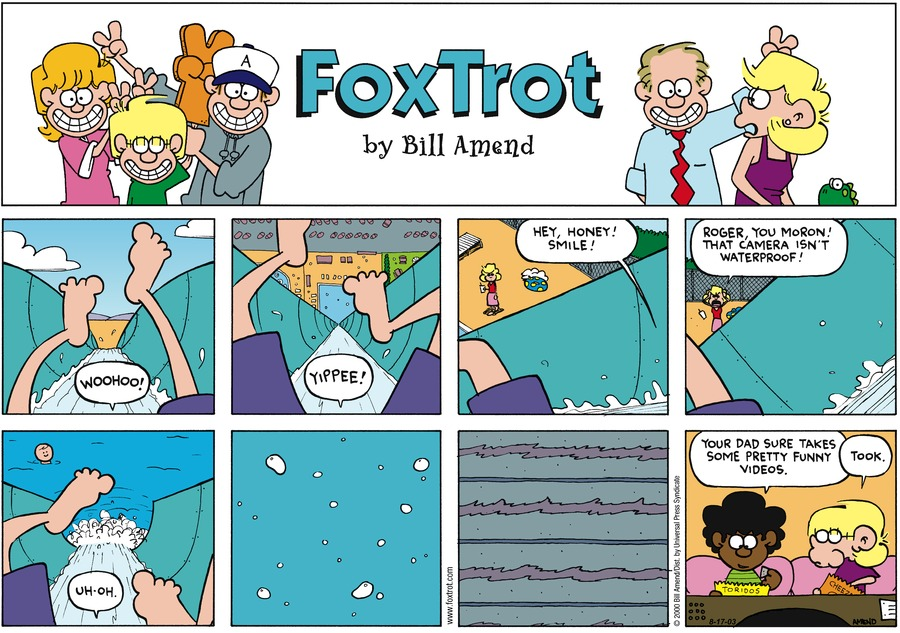 A
FoxTrot
by Bill Amend
WOOHOO!
YIPPEE!
HEY, HONEY!
SMILE!
ROGER, YOU MORON!
THAT CAMERA ISN'T
WATERPROOF!
UH-OH.
www.foxtrot.com
© 2000 Bill Amend/Dist. by Universal Press Syndicate
YOUR DAD SURE TAKES
SOME PRETTY FUNNY
VIDEOS.
TOOK.
TORIDOS
8-17-03
AMEND